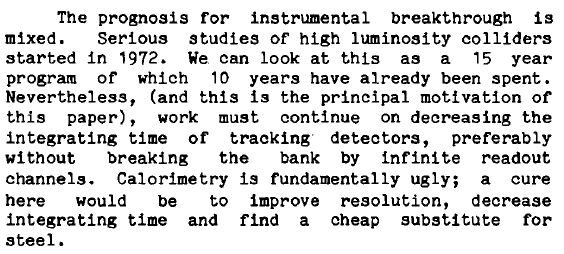 The prognosis for instrumental breakthrough is
mixed. Serious studies of high luminosity colliders
started in 1972. We can look at this as a 15 year
program of which 10 years have already been spent.
Nevertheless, (and this is the principal motivation of
this paper), work must continue on decreasing the
integrating time of tracking detectors, preferably
without breaking the bank by infinite readout
channels. Calorimetry is fundamentally ugly; a cure
here would be to improve resolution, decrease
integrating time and find a cheap substitute for
steel.